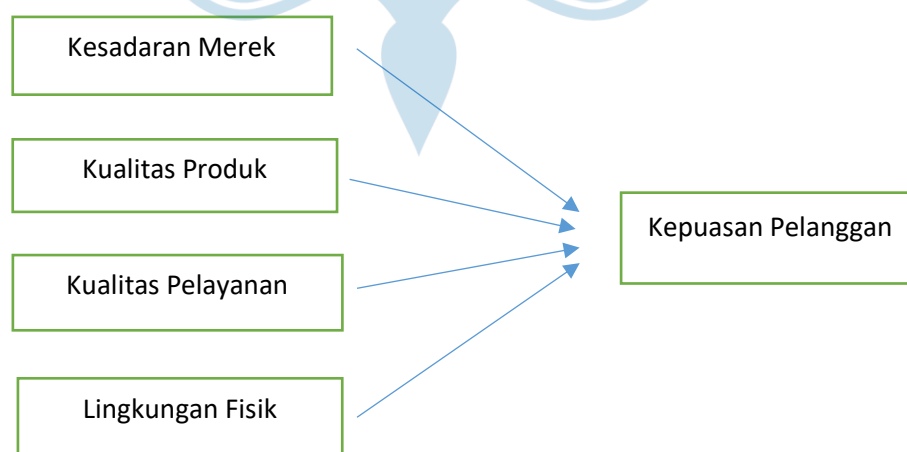 Kesadaran Merek
Kualitas Produk
Kepuasan Pelanggan
Kualitas Pelayanan
Lingkungan Fisik